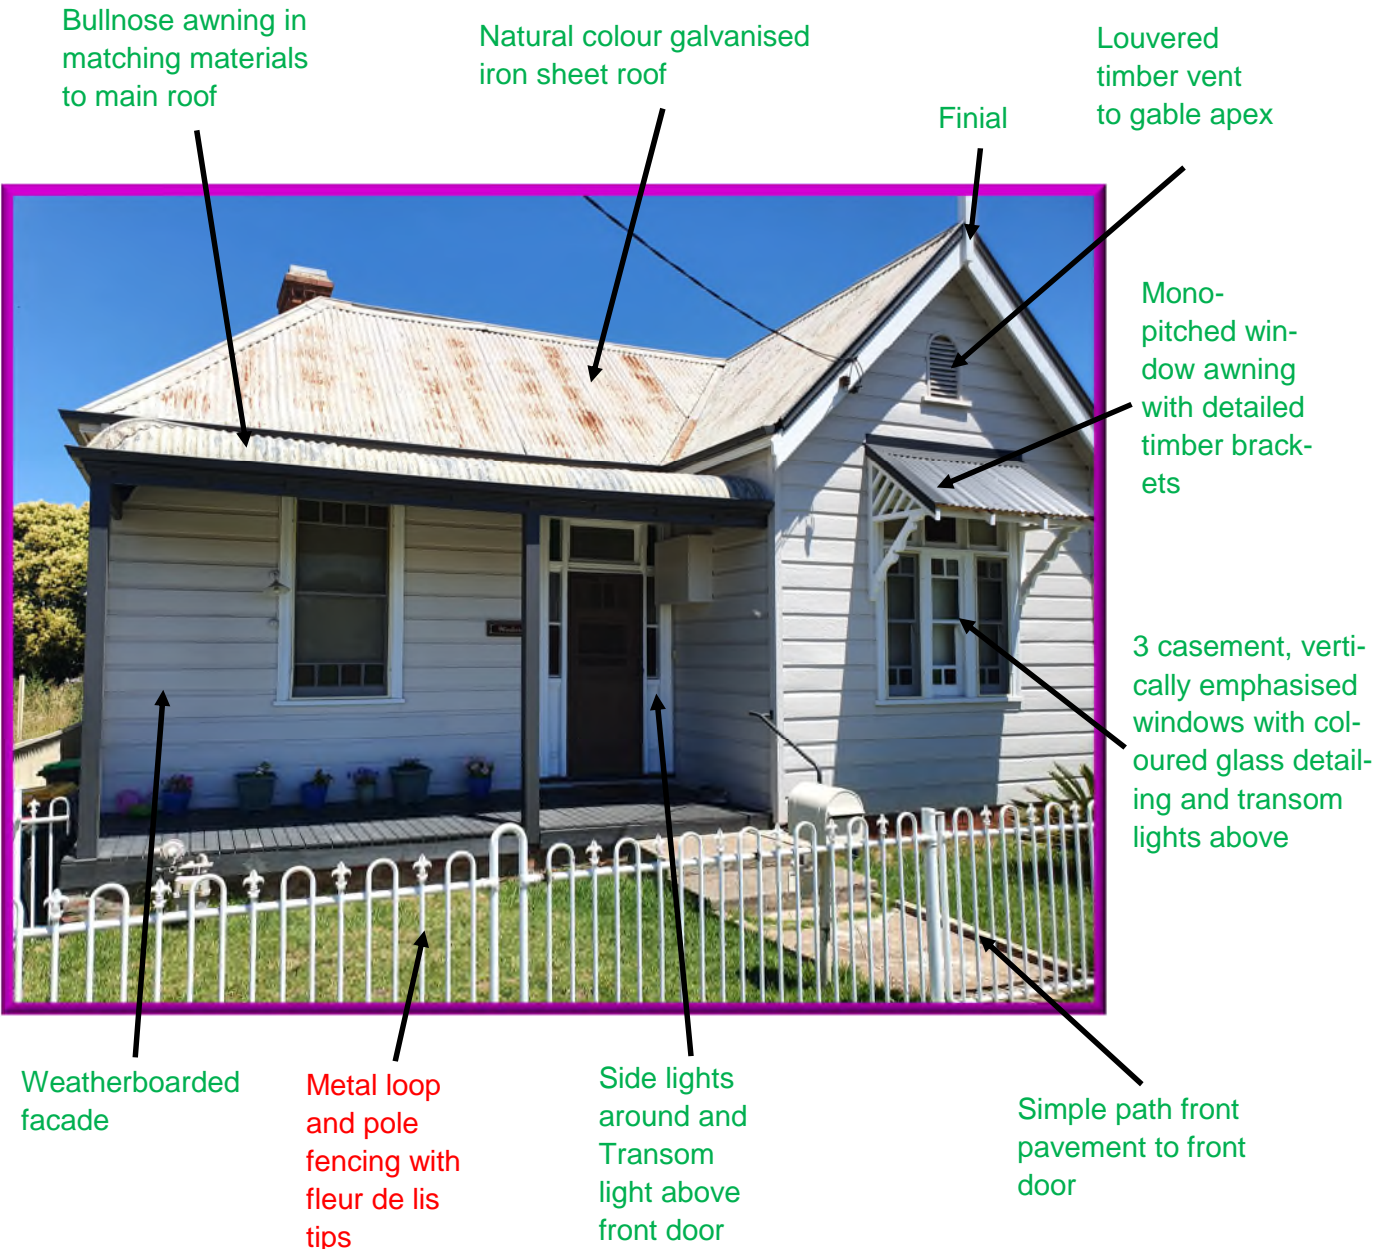 Bullnose awning in
matching materials
to main roof
Natural colour galvanised
iron sheet roof
Finial
Louvered
timber vent
to gable apex
Mono-
pitched win-
dow awning
with detailed
timber brack-
ets
3 casement, verti-
cally emphasised
windows with col-
oured glass detail-
ing and transom
lights above
Weatherboarded
facade
Metal loop
and pole
fencing with
fleur de lis
tips
Side lights
around and
Transom
light above
front door
Simple path front
pavement to front
door